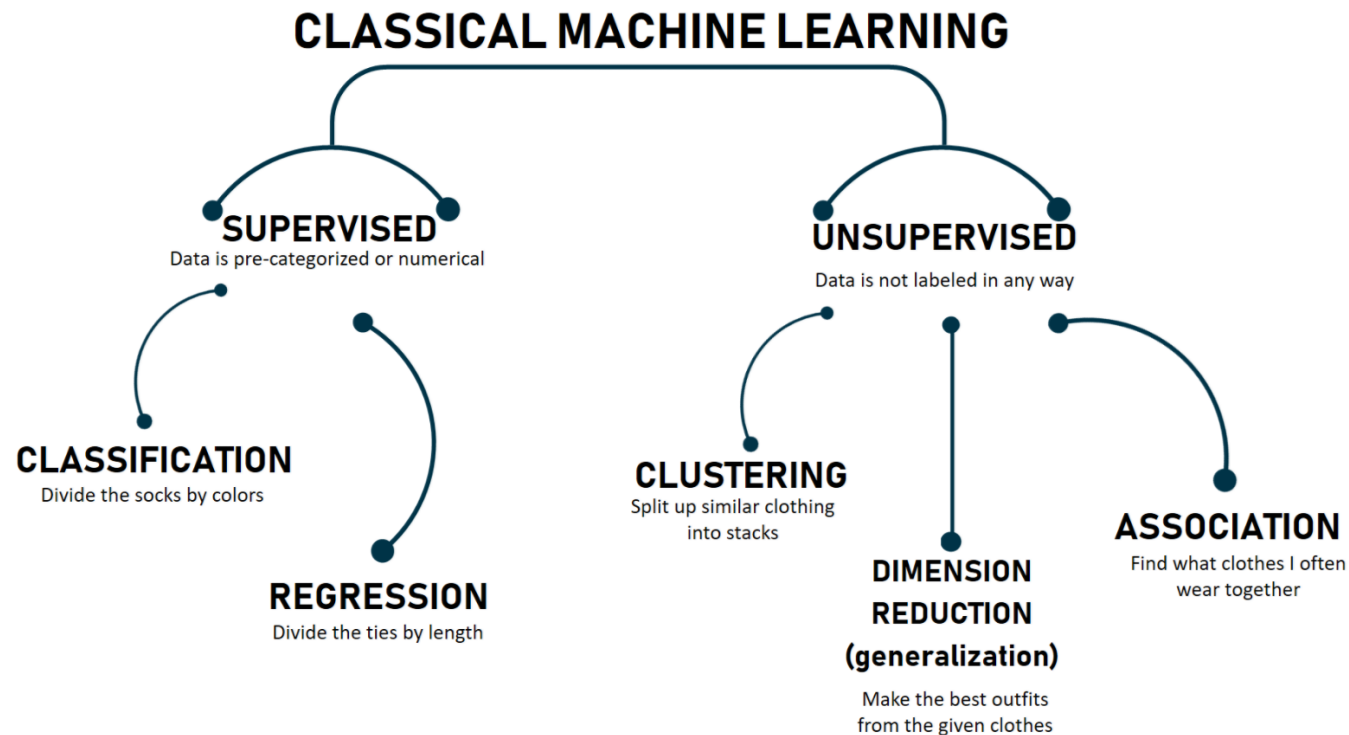 CLASSICAL MACHINE LEARNING
SUPERVISED
Data is pre-categorized or numerical
UNSUPERVISED
Data is not labeled in any way
CLASSIFICATION
Divide the socks by colors
REGRESSION
Divide the ties by length
CLUSTERING
Split up similar clothing
into stacks
DIMENSION
REDUCTION
(generalization)
Make the best outfits
from the given clothes
ASSOCIATION
Find what clothes I often
wear together